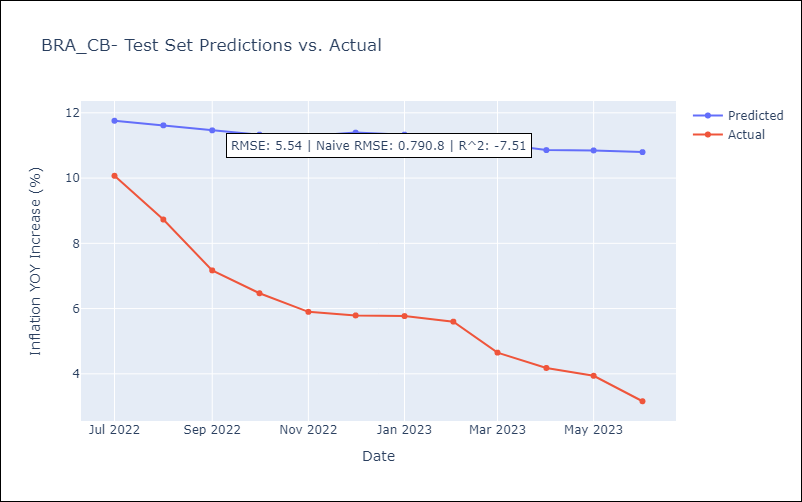 BRA_CB- Test Set Predictions vs. Actual
Predicted
Actual
RMSE: 5.54 | Naive RMSE: 0.790.8 | R^2: -7.51
Inflation YOY Increase (%)
12
10
8
6
4
Jul 2022
Sep 2022
Nov 2022
Jan 2023
Mar 2023
May 2023
Date